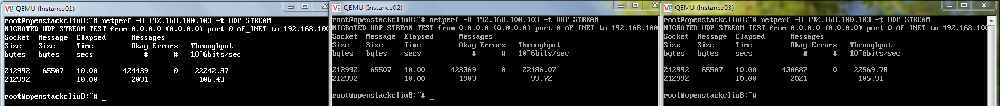 QEMU (Instance01)
root@openstackcliu8:~# netperf -H 192.168.100.103 -t UDP_STREAM
MIGRATED UDP STREAM TEST from 0.0.0.0 (0.0.0.0) port 0 AF_INET to 192.168.100
Socket Message Elapsed Messages
Size Size Time Okay Errors Throughput
bytes bytes secs # # 10^6bits/sec
212992 65507 10.00 424439 0 22242.37
212992 10.00 2031 106.43
root@openstackcliu8:~# _
QEMU (Instance02)
root@openstackcliu8:~# netperf -H 192.168.100.103 -t UDP_STREAM
MIGRATED UDP STREAM TEST from 0.0.0.0 (0.0.0.0) port 0 AF_INET to 192.168.100
Socket Message Elapsed Messages
Size Size Time Okay Errors Throughput
bytes bytes secs # # 10^6bits/sec
212992 65507 10.00 423369 0 22186.07
212992 10.00 1903 99.72
root@openstackcliu8:~# _
QEMU (Instance03)
root@openstackcliu8:~# netperf -H 192.168.100.103 -t UDP_STREAM
MIGRATED UDP STREAM TEST from 0.0.0.0 (0.0.0.0) port 0 AF_INET to 192.168.100
Socket Message Elapsed Messages
Size Size Time Okay Errors Throughput
bytes bytes secs # # 10^6bits/sec
212992 65507 10.00 430687 0 22569.78
212992 10.00 2021 105.91
root@openstackcliu8:~#